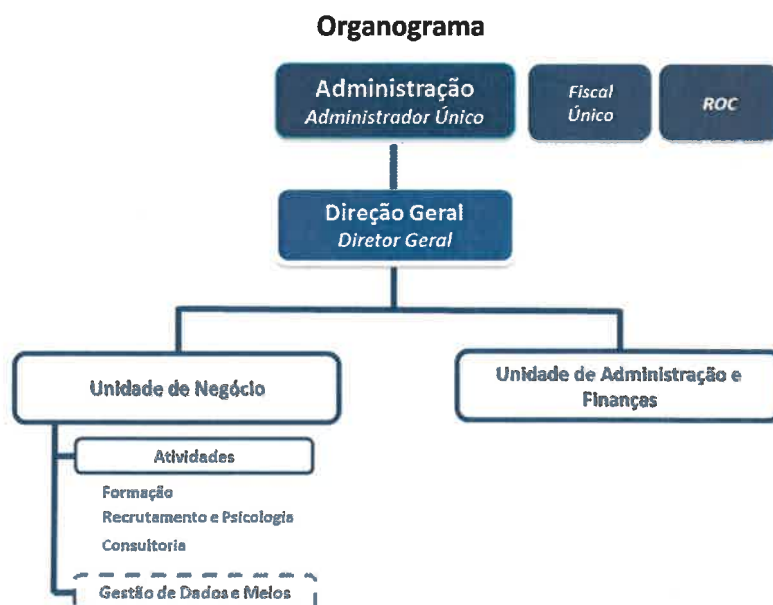 Organograma
Administração
Administrador Único
Fiscal
Único
ROC
Direção Geral
Diretor Geral
Unidade de Negócio
Unidade de Administração e
Finanças
Atividades
Formação
Recrutamento e Psicologia
Consultoria
Gestão de Dados e Meios